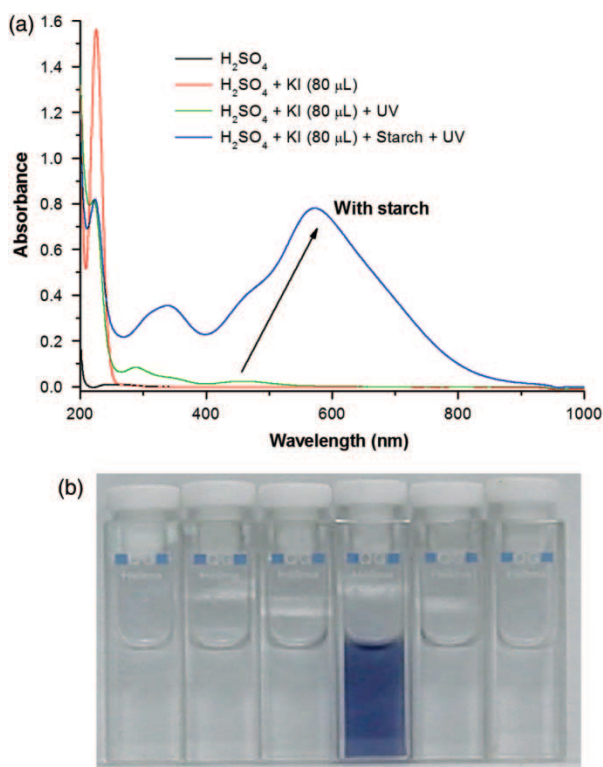 (a)
1.6
1.4
1.2
1.0
0.8
0.6
0.4
0.2
0.0
Absorbance
H₂SO₄
H₂SO₄ + KI (80 μL)
H₂SO₄ + KI (80 μL) + UV
H₂SO₄ + KI (80 μL) + Starch + UV
With starch
200 400 600 800 1000
Wavelength (nm)
(b)